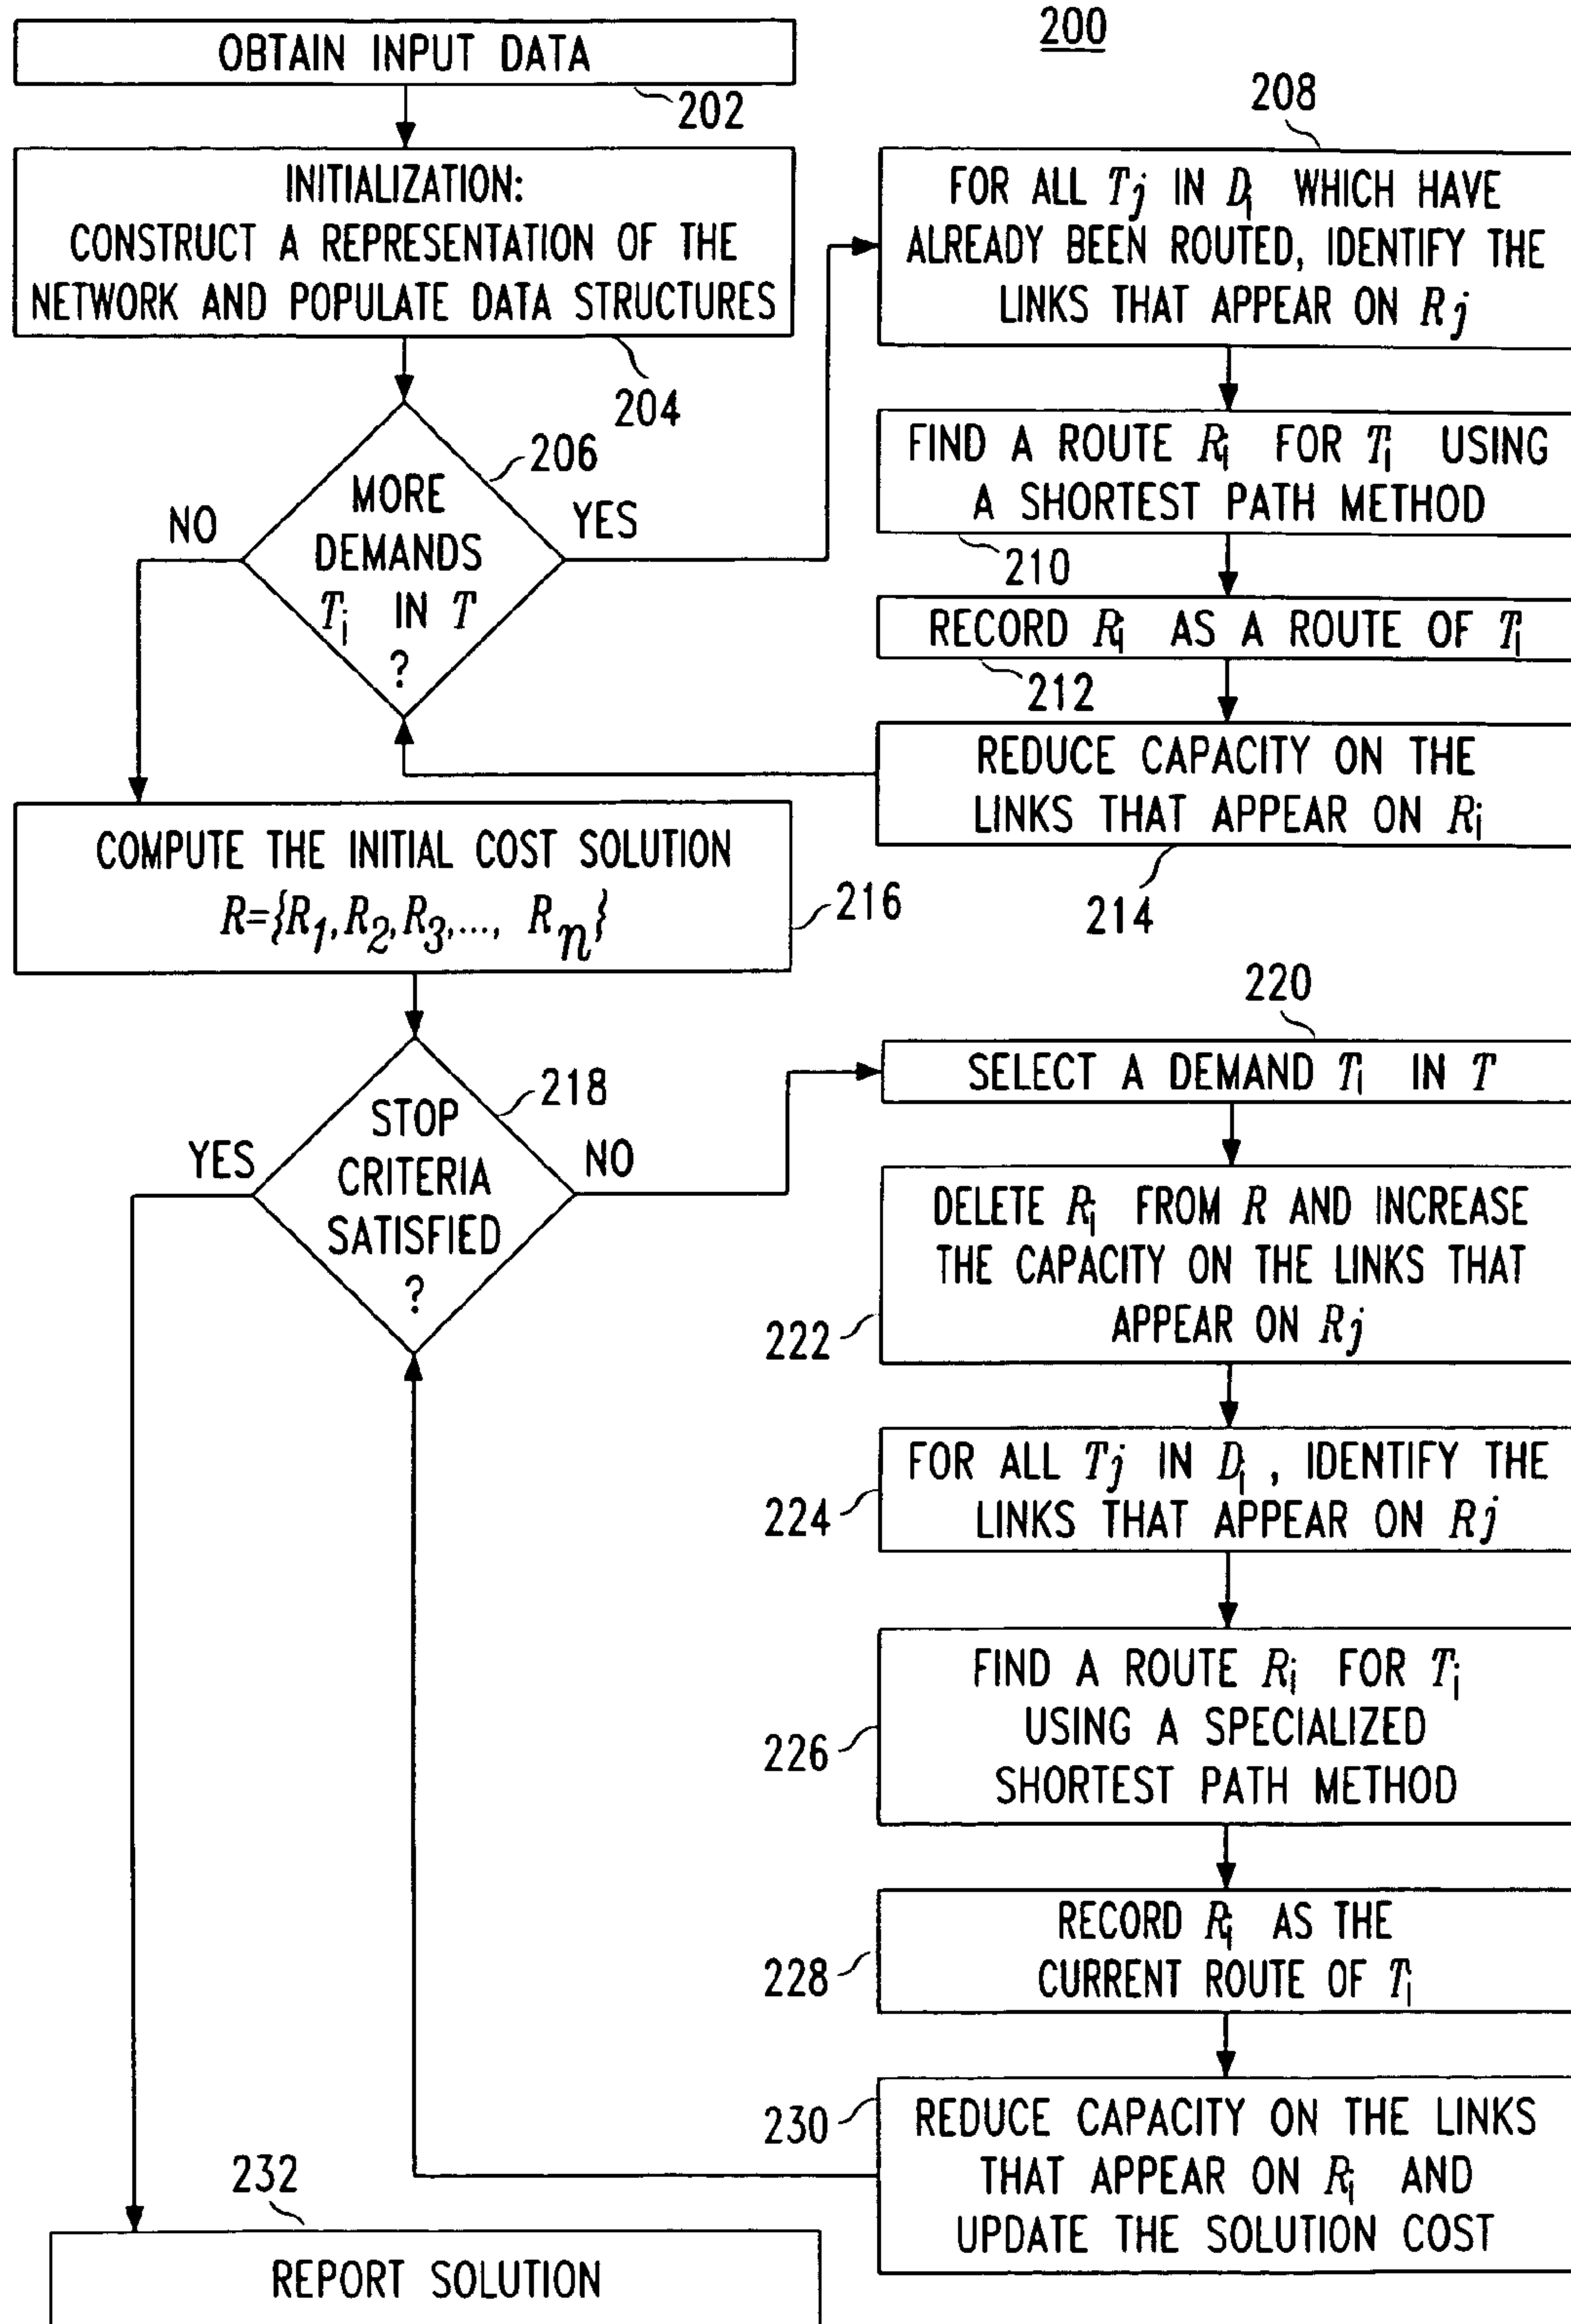 200
OBTAIN INPUT DATA
202
INITIALIZATION:
CONSTRUCT A REPRESENTATION OF THE
NETWORK AND POPULATE DATA STRUCTURES
204
206
MORE
DEMANDS
Ti IN T
?
NO
YES
208
FOR ALL Tj IN Di WHICH HAVE
ALREADY BEEN ROUTED, IDENTIFY THE
LINKS THAT APPEAR ON Rj
FIND A ROUTE Ri FOR Ti USING
A SHORTEST PATH METHOD
210
RECORD Ri AS A ROUTE OF Ti
212
REDUCE CAPACITY ON THE
LINKS THAT APPEAR ON Ri
214
COMPUTE THE INITIAL COST SOLUTION
R={R1,R2,R3,..., Rn}
216
218
STOP
CRITERIA
SATISFIED
?
YES
NO
220
SELECT A DEMAND Ti IN T
DELETE Ri FROM R AND INCREASE
THE CAPACITY ON THE LINKS THAT
APPEAR ON Rj
222
FOR ALL Tj IN Di , IDENTIFY THE
LINKS THAT APPEAR ON Rj
224
FIND A ROUTE Ri FOR Ti
USING A SPECIALIZED
SHORTEST PATH METHOD
226
RECORD Ri AS THE
CURRENT ROUTE OF Ti
228
230
REDUCE CAPACITY ON THE LINKS
THAT APPEAR ON Ri AND
UPDATE THE SOLUTION COST
232
REPORT SOLUTION